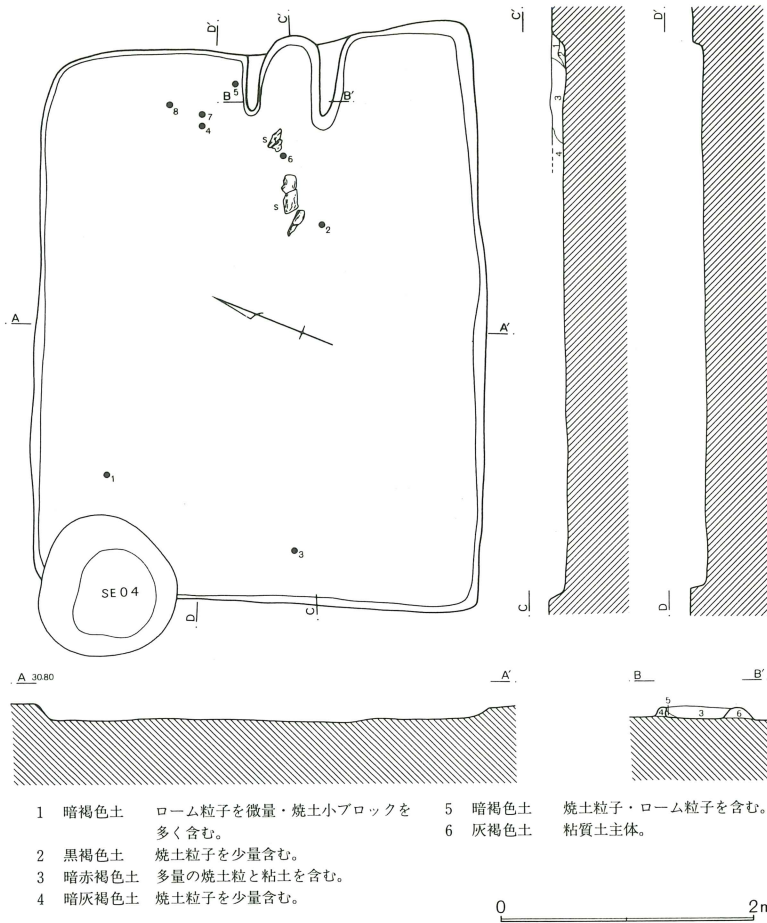 D'
C'
C'
D'
5
B
B'
8
7
4
S
6
S
2
1
2
3
4
A
A'
1
3
SE04
D
C
C
D
A 30.80
A'
B
B'
5
4
3
6
1 暗褐色土 ローム粒子を微量・焼土小ブロックを
多く含む。
2 黒褐色土 焼土粒子を少量含む。
3 暗赤褐色土 多量の焼土粒と粘土を含む。
4 暗灰褐色土 焼土粒子を少量含む。
5 暗褐色土 焼土粒子・ローム粒子を含む。
6 灰褐色土 粘質土主体。
0 2m